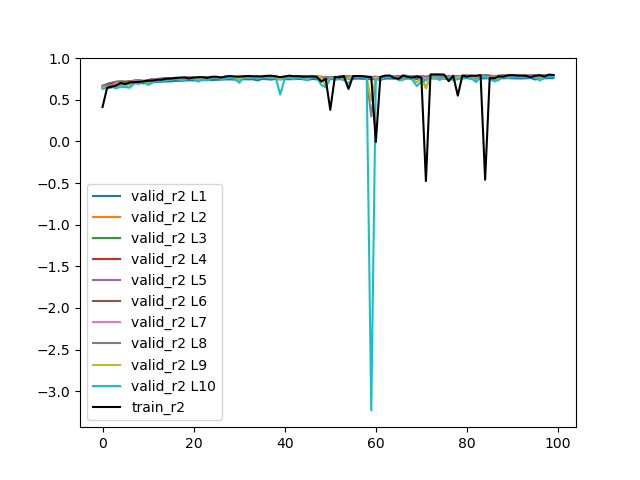 1.0
0.5
0.0
−0.5
−1.0
−1.5
−2.0
−2.5
−3.0
valid_r2 L1
valid_r2 L2
valid_r2 L3
valid_r2 L4
valid_r2 L5
valid_r2 L6
valid_r2 L7
valid_r2 L8
valid_r2 L9
valid_r2 L10
train_r2
0 20 40 60 80 100